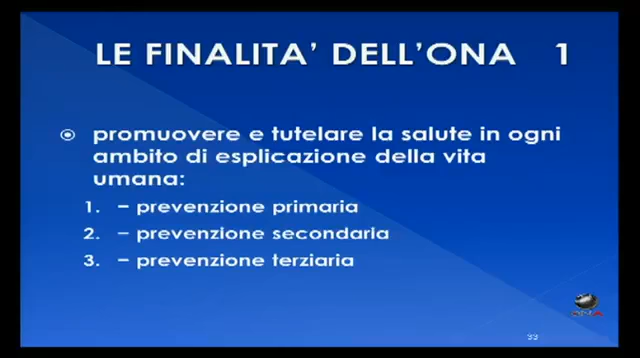 LE FINALITA' DELL'ONA 1
promuovere e tutelare la salute in ogni
ambito di esplicazione della vita
umana:
1. – prevenzione primaria
2. – prevenzione secondaria
3. – prevenzione terziaria
33